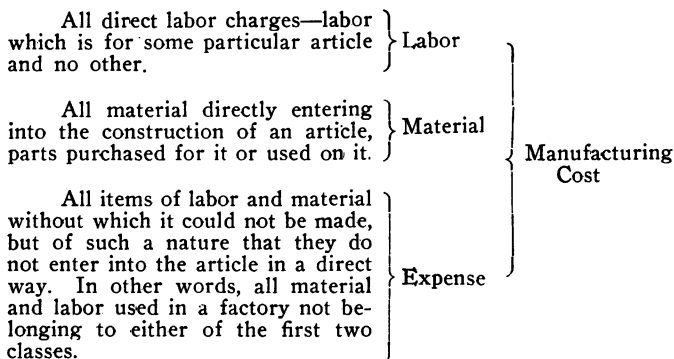 All direct labor charges—labor
which is for some particular article
and no other.
Labor
All material directly entering
into the construction of an article,
parts purchased for it or used on it.
Material
All items of labor and material
without which it could not be made,
but of such a nature that they do
not enter into the article in a direct
way. In other words, all material
and labor used in a factory not be-
longing to either of the first two
classes.
Expense
Manufacturing
Cost